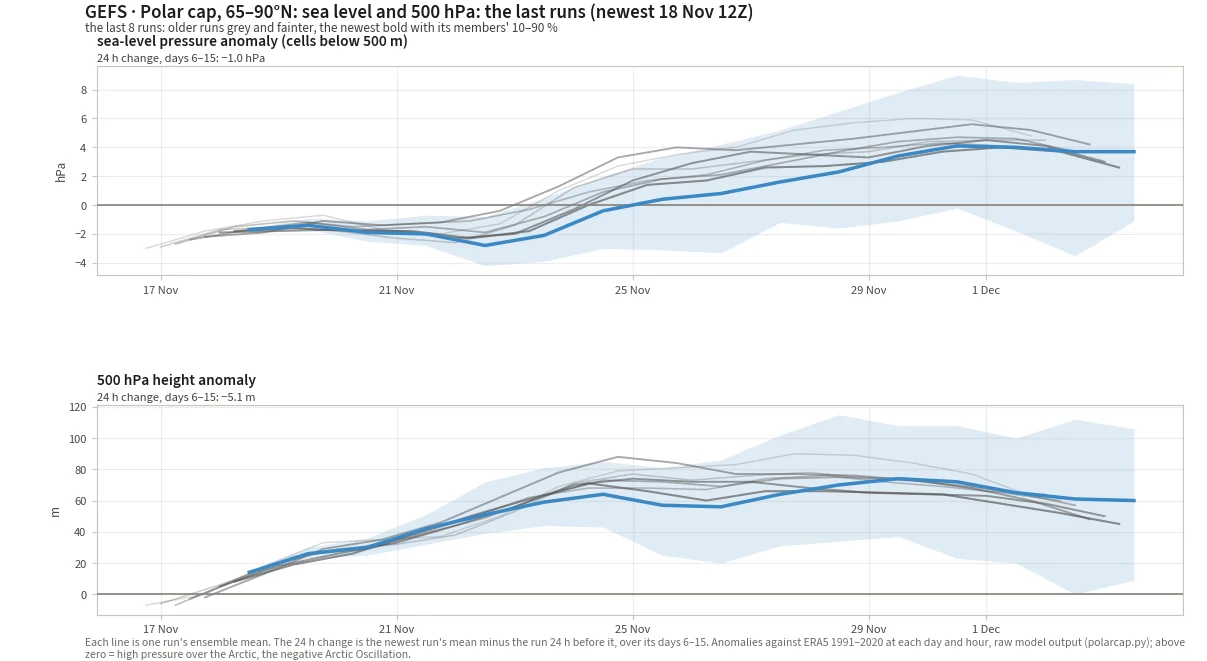 GEFS · Polar cap, 65–90°N: sea level and 500 hPa: the last runs (newest 18 Nov 12Z)
the last 8 runs: older runs grey and fainter, the newest bold with its members' 10–90 %
sea-level pressure anomaly (cells below 500 m)
24 h change, days 6–15: −1.0 hPa
8
6
4
2
0
−2
−4
hPa
17 Nov
21 Nov
25 Nov
29 Nov
1 Dec
500 hPa height anomaly
24 h change, days 6–15: −5.1 m
120
100
80
60
40
20
0
m
17 Nov
21 Nov
25 Nov
29 Nov
1 Dec
Each line is one run's ensemble mean. The 24 h change is the newest run's mean minus the run 24 h before it, over its days 6–15. Anomalies against ERA5 1991–2020 at each day and hour, raw model output (polarcap.py); above
zero = high pressure over the Arctic, the negative Arctic Oscillation.